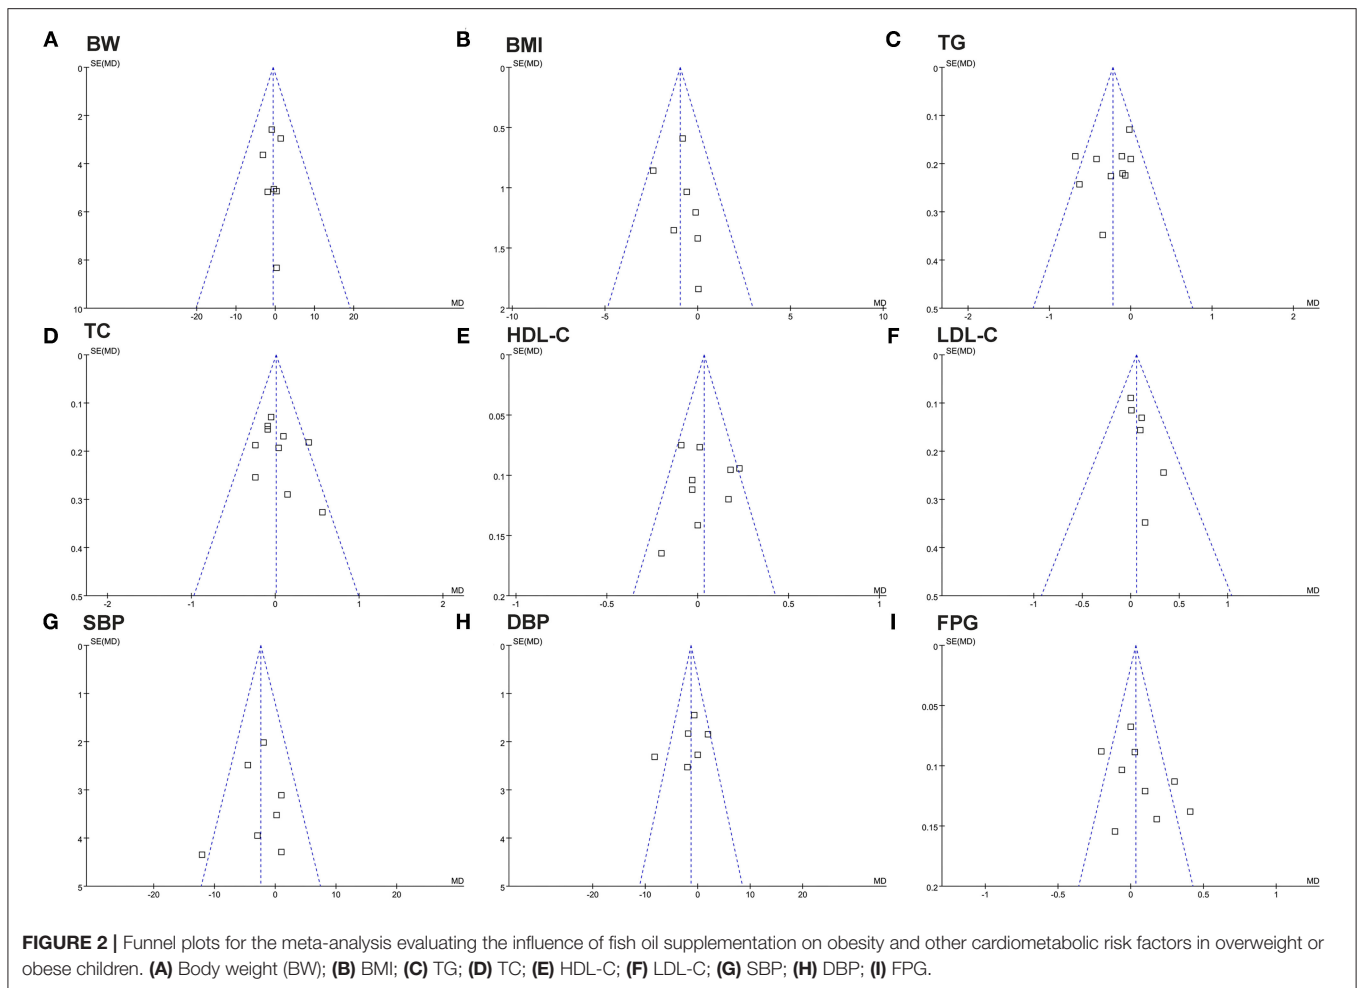 A BW
SE(MD)
0
2
4
6
8
10
-20 -10 0 10 20
MD
B BMI
SE(MD)
0
0.5
1
1.5
2
-10 -5 0 5 10
MD
C TG
SE(MD)
0
0.1
0.2
0.3
0.4
0.5
-2 -1 0 1 2
MD
D TC
SE(MD)
0
0.1
0.2
0.3
0.4
0.5
-2 -1 0 1 2
MD
E HDL-C
SE(MD)
0
0.05
0.1
0.15
0.2
-1 -0.5 0 0.5 1
MD
F LDL-C
SE(MD)
0
0.1
0.2
0.3
0.4
0.5
-1 -0.5 0 0.5 1
MD
G SBP
SE(MD)
0
1
2
3
4
5
-20 -10 0 10 20
MD
H DBP
SE(MD)
0
1
2
3
4
5
-20 -10 0 10 20
MD
I FPG
SE(MD)
0
0.05
0.1
0.15
0.2
-1 -0.5 0 0.5 1
MD
FIGURE 2 | Funnel plots for the meta-analysis evaluating the influence of fish oil supplementation on obesity and other cardiometabolic risk factors in overweight or
obese children. (A) Body weight (BW); (B) BMI; (C) TG; (D) TC; (E) HDL-C; (F) LDL-C; (G) SBP; (H) DBP; (I) FPG.